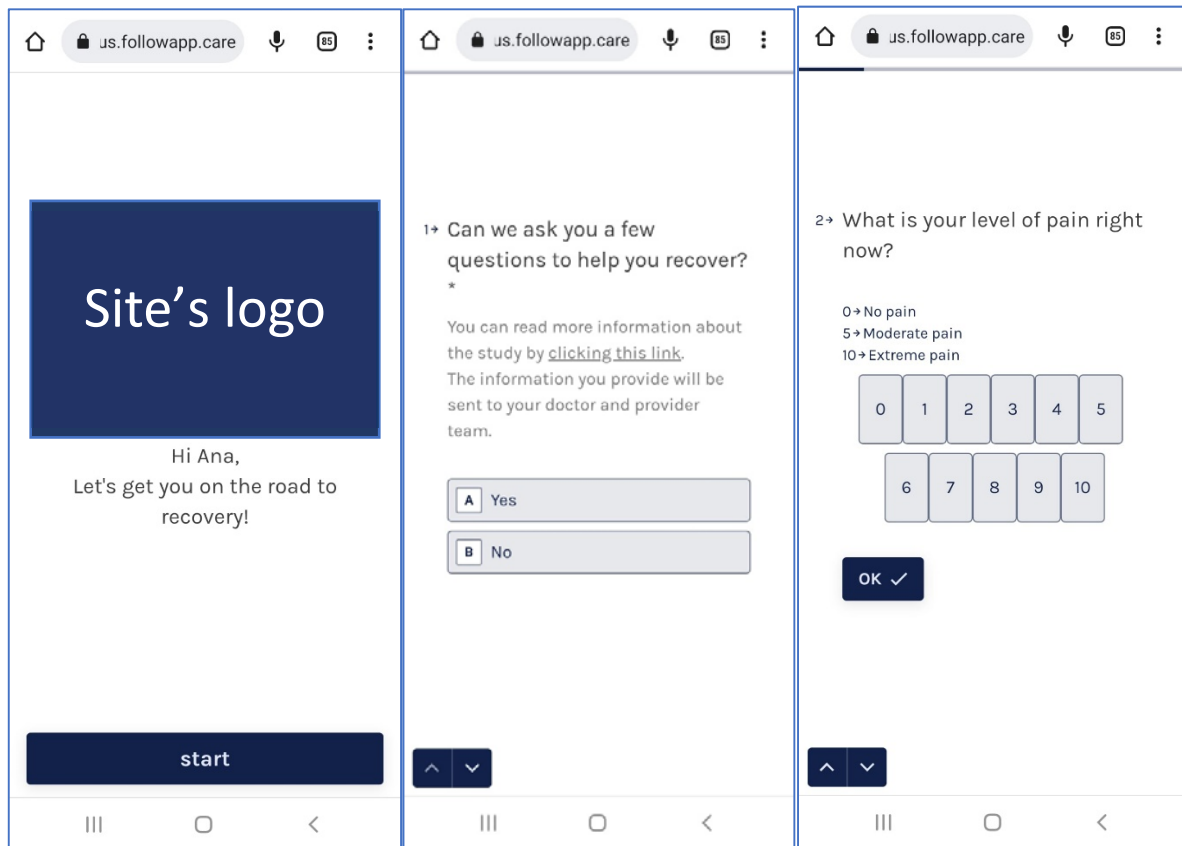 us.followapp.care
85
Site's logo
Hi Ana,
Let's get you on the road to
recovery!
start
us.followapp.care
85
1→ Can we ask you a few
questions to help you recover?
*
You can read more information about
the study by clicking this link.
The information you provide will be
sent to your doctor and provider
team.
A Yes
B No
us.followapp.care
85
2→ What is your level of pain right
now?
0→No pain
5→Moderate pain
10→Extreme pain
0 1 2 3 4 5
6 7 8 9 10
OK ✓